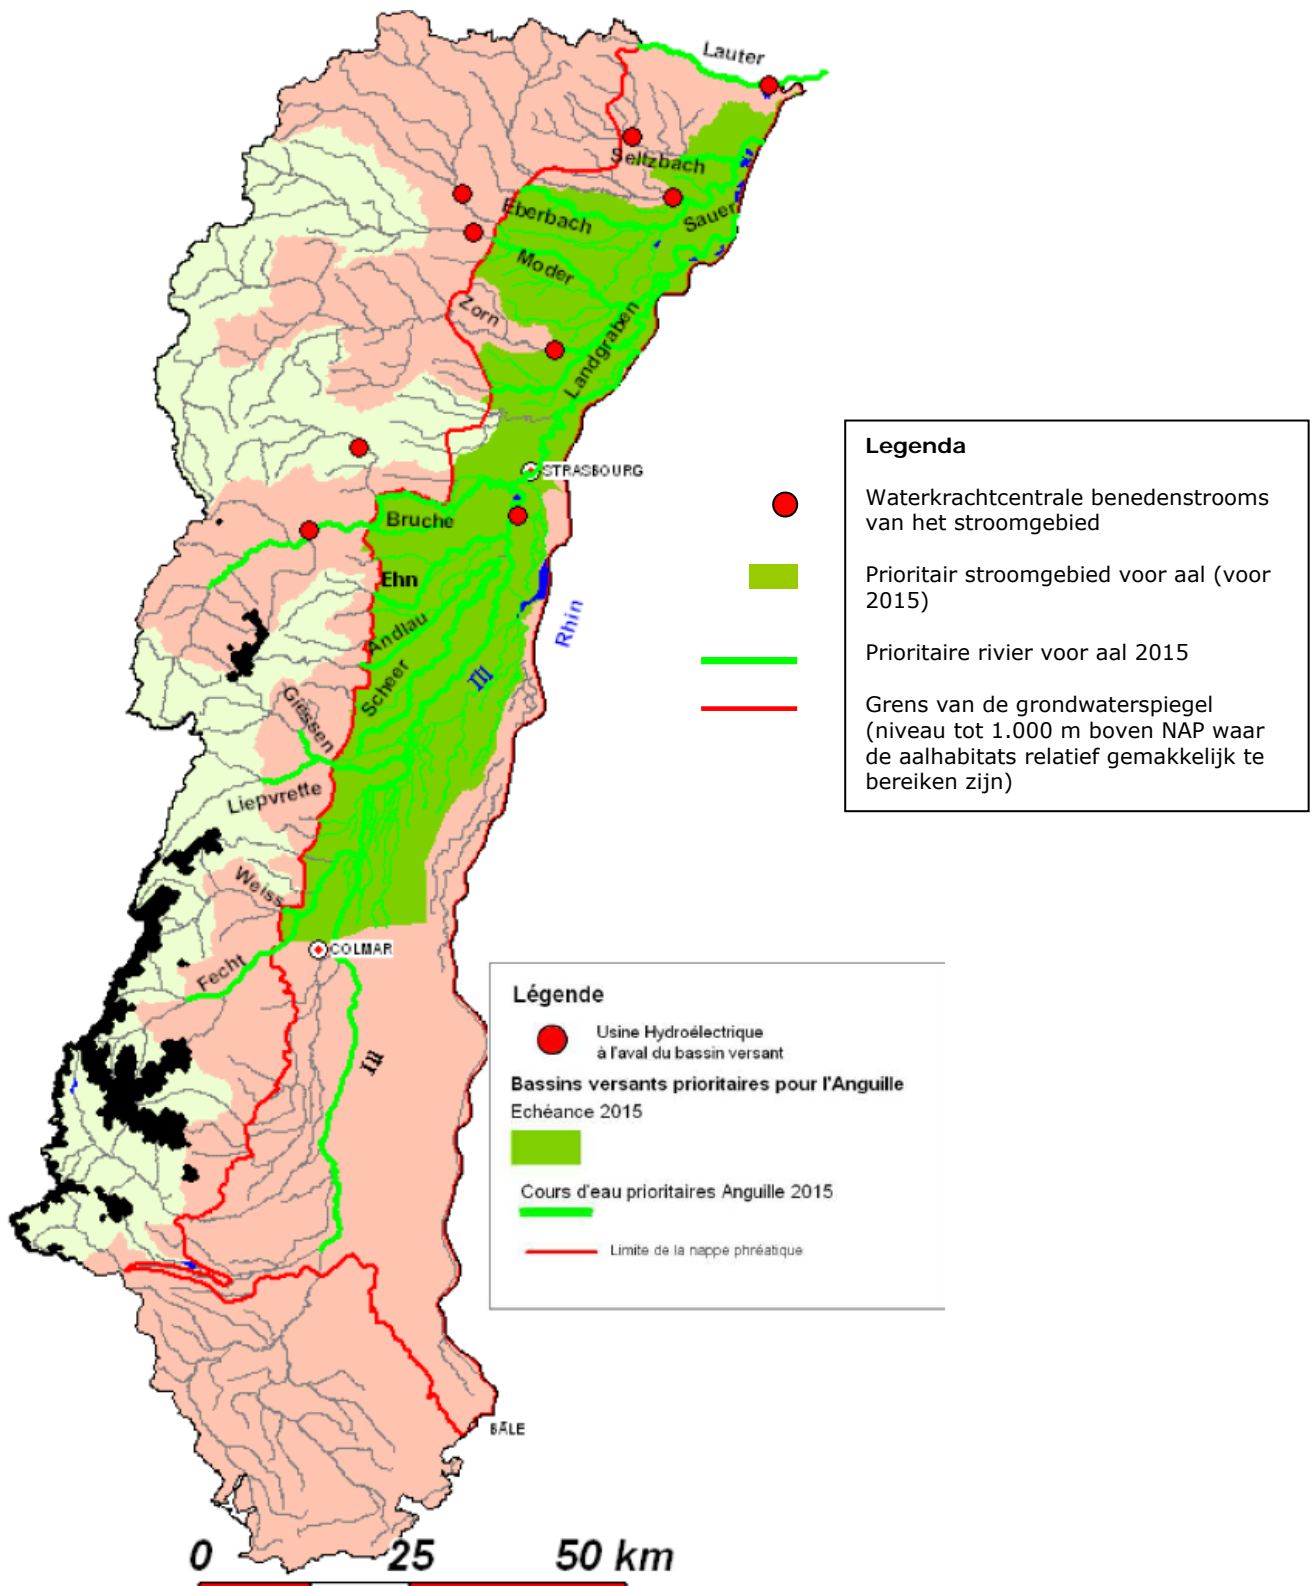 Lauter
Seltzbach
Eberbach
Sauer
Moder
Zorn
Landgraben
STRASBOURG
Bruche
Ehn
Andlau
Scheer
Rhin
Ill
Giessen
Liepvrette
Weiss
COLMAR
Fecht
Ill
BÂLE
0 25 50 km
Legenda
Waterkrachtcentrale benedenstrooms
van het stroomgebied
Prioritair stroomgebied voor aal (voor
2015)
Prioritaire rivier voor aal 2015
Grens van de grondwaterspiegel
(niveau tot 1.000 m boven NAP waar
de aalhabitats relatief gemakkelijk te
bereiken zijn)
Légende
Usine Hydroélectrique
à l'aval du bassin versant
Bassins versants prioritaires pour l'Anguille
Echéance 2015
Cours d'eau prioritaires Anguille 2015
Limite de la nappe phréatique